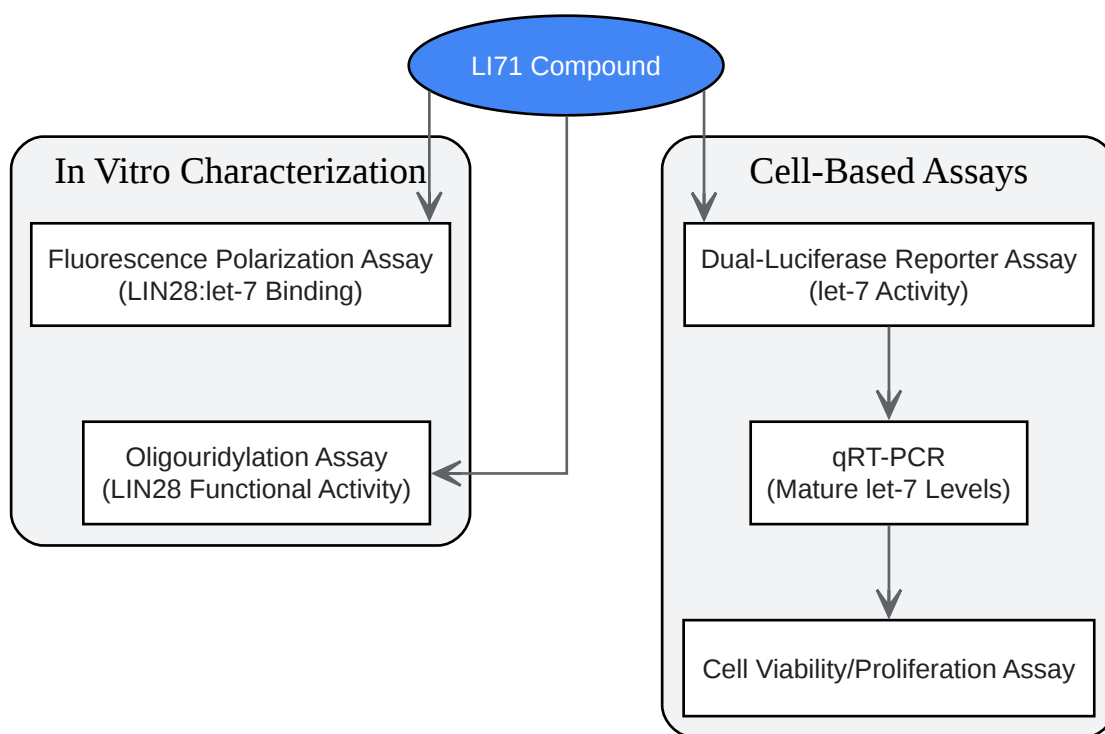 LI71 Compound
In Vitro Characterization
Fluorescence Polarization Assay
(LIN28:let-7 Binding)
Oligouridylation Assay
(LIN28 Functional Activity)
Cell-Based Assays
Dual-Luciferase Reporter Assay
(let-7 Activity)
qRT-PCR
(Mature let-7 Levels)
Cell Viability/Proliferation Assay